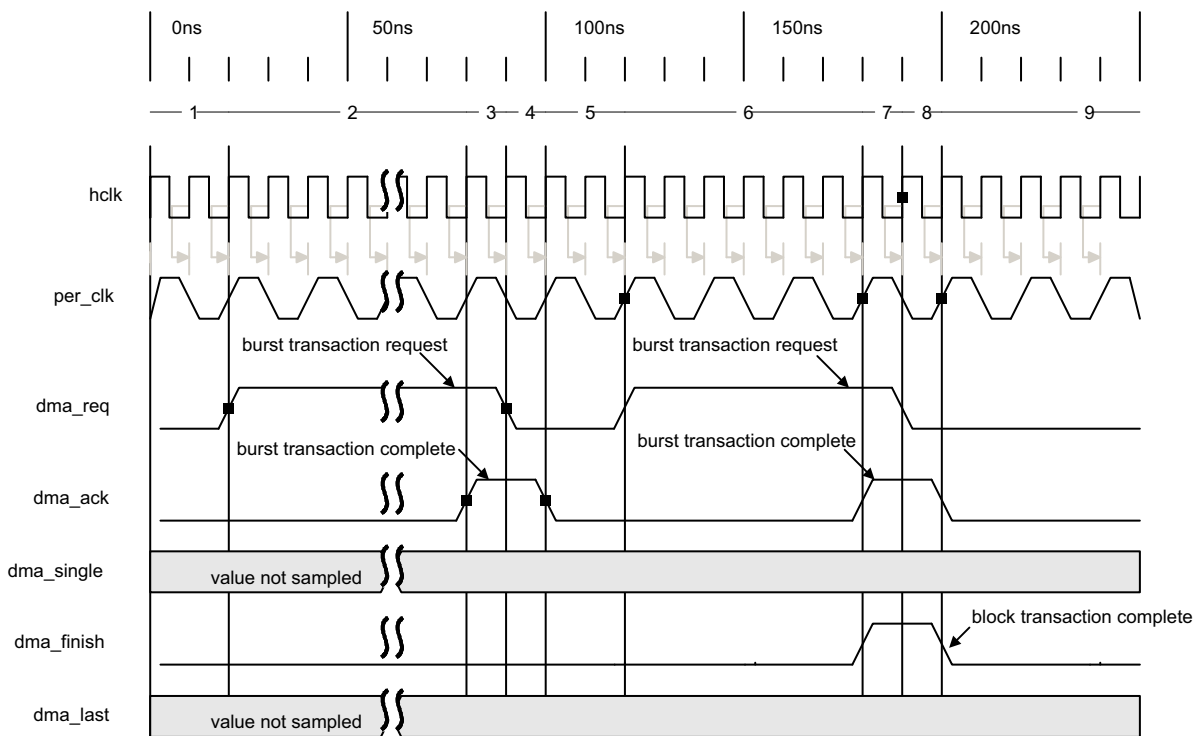 0ns 50ns 100ns 150ns 200ns
1 2 3 4 5 6 7 8 9
hclk
per_clk
burst transaction request burst transaction request
dma_req
burst transaction complete burst transaction complete
dma_ack
dma_single value not sampled
block transaction complete
dma_finish
dma_last value not sampled